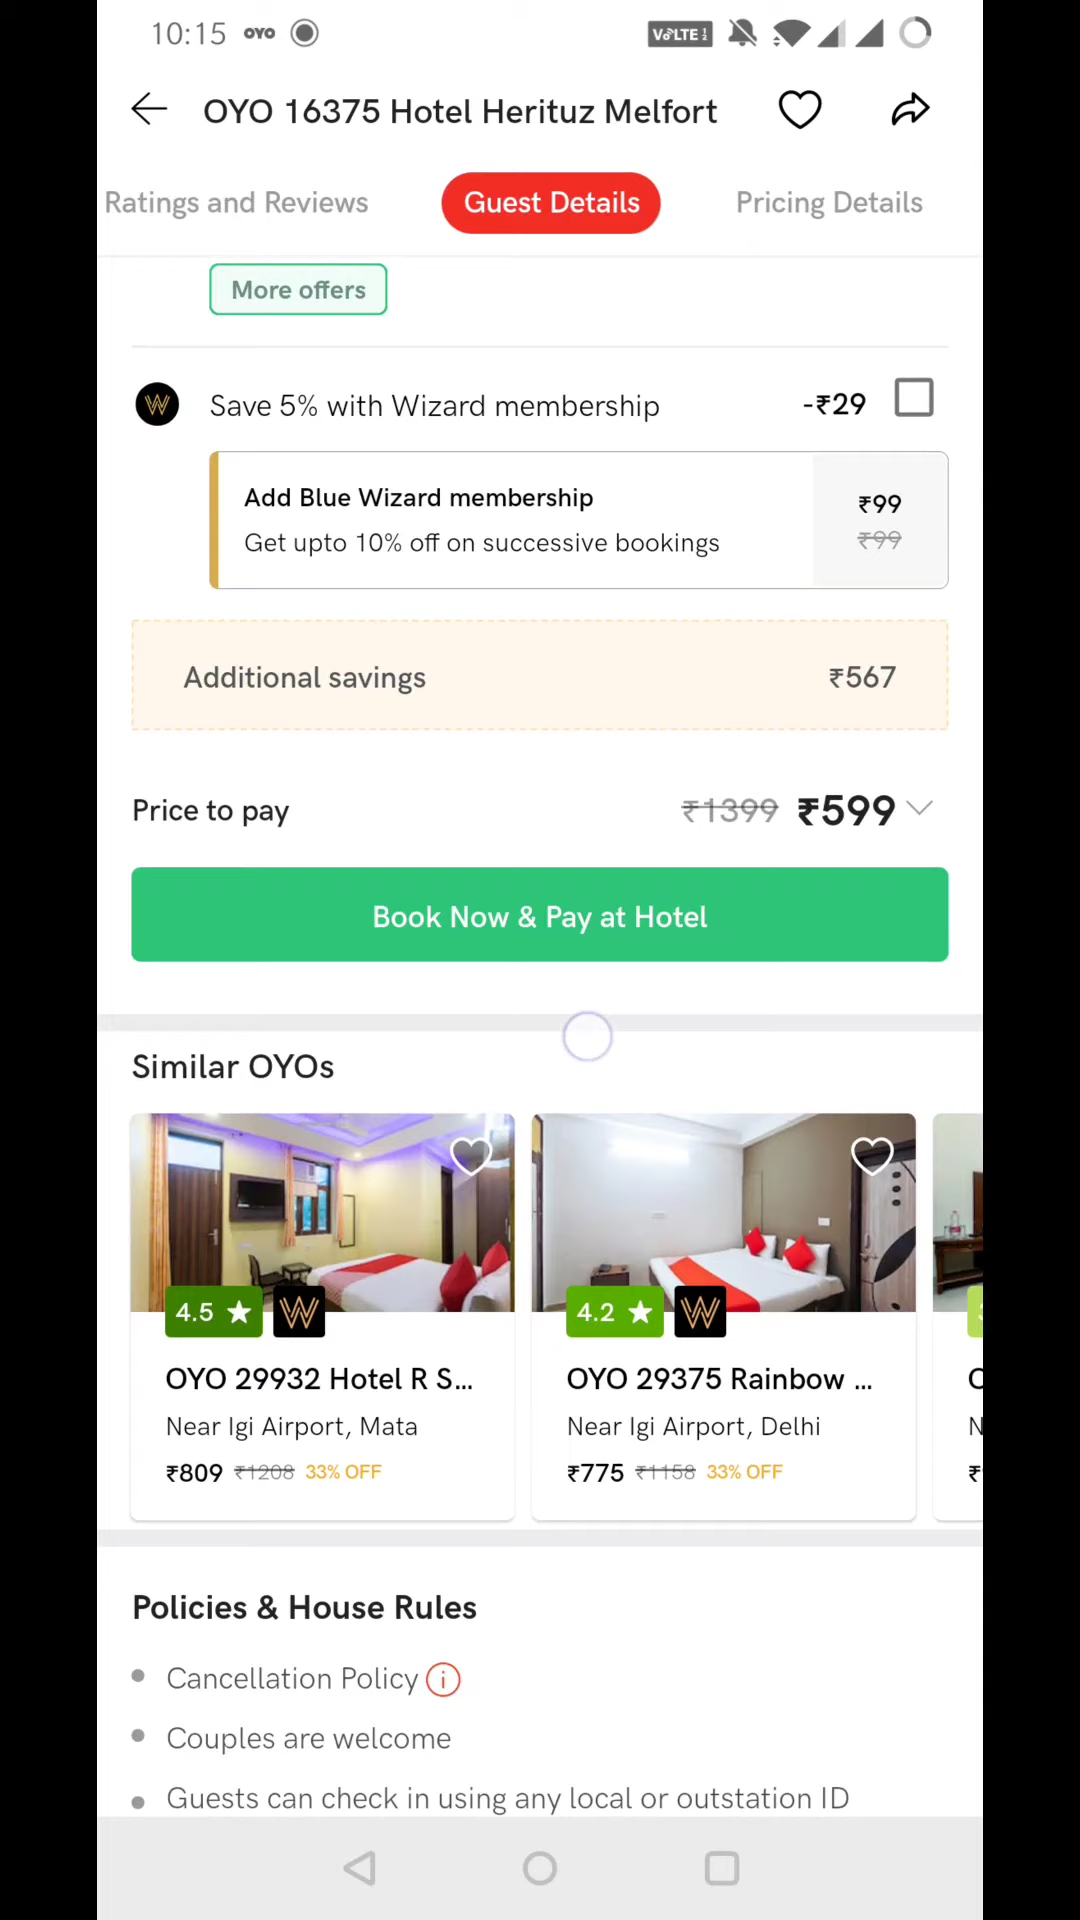 10:15 OYO VoLTE 1 2
OYO 16375 Hotel Herituz Melfort
Ratings and Reviews Guest Details Pricing Details
More offers
W Save 5% with Wizard membership -₹29
Add Blue Wizard membership ₹99
Get upto 10% off on successive bookings ₹99
Additional savings ₹567
Price to pay ₹1399 ₹599
Book Now & Pay at Hotel
Similar OYOs
4.5 ★ W 4.2 ★ W
OYO 29932 Hotel R S... OYO 29375 Rainbow ...
Near Igi Airport, Mata Near Igi Airport, Delhi
₹809 ₹1208 33% OFF ₹775 ₹1158 33% OFF ₹
Policies & House Rules
• Cancellation Policy i
• Couples are welcome
• Guests can check in using any local or outstation ID